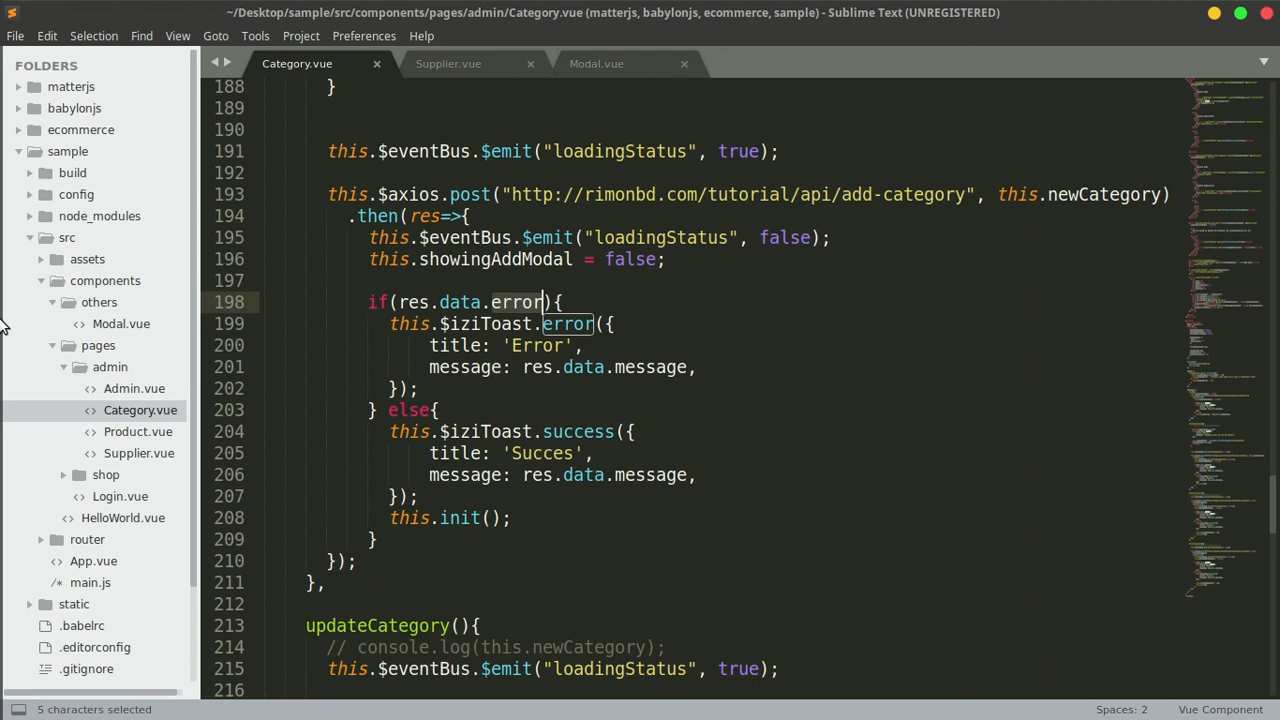 ~/Desktop/sample/src/components/pages/admin/Category.vue (matterjs, babylonjs, ecommerce, sample) - Sublime Text (UNREGISTERED)
File Edit Selection Find View Goto Tools Project Preferences Help
FOLDERS
matterjs
babylonjs
ecommerce
sample
build
config
node_modules
src
assets
components
others
Modal.vue
pages
admin
Admin.vue
Category.vue
Product.vue
Supplier.vue
shop
Login.vue
HelloWorld.vue
router
App.vue
main.js
static
.babelrc
.editorconfig
.gitignore
Category.vue Supplier.vue Modal.vue
188 }
189
190
191 this.$eventBus.$emit("loadingStatus", true);
192
193 this.$axios.post("http://rimonbd.com/tutorial/api/add-category", this.newCategory)
194 .then(res=>{
195 this.$eventBus.$emit("loadingStatus", false);
196 this.showingAddModal = false;
197
198 if(res.data.error){
199 this.$iziToast.error({
200 title: 'Error',
201 message: res.data.message,
202 });
203 } else{
204 this.$iziToast.success({
205 title: 'Succes',
206 message: res.data.message,
207 });
208 this.init();
209 }
210 });
211 },
212
213 updateCategory(){
214 // console.log(this.newCategory);
215 this.$eventBus.$emit("loadingStatus", true);
216
5 characters selected Spaces: 2 Vue Component